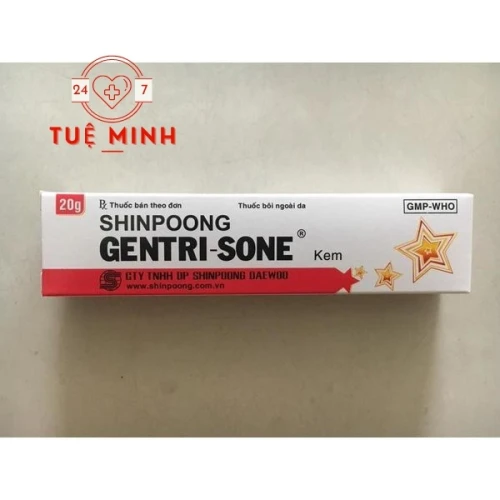 24 7
TUỆ MINH
20g
Rx Thuốc bán theo đơn
Thuốc bôi ngoài da
GMP-WHO
SHINPOONG
GENTRI-SONE ®
Kem
CTY TNHH DP SHINPOONG DAEWOO
www.shinpoong.com.vn